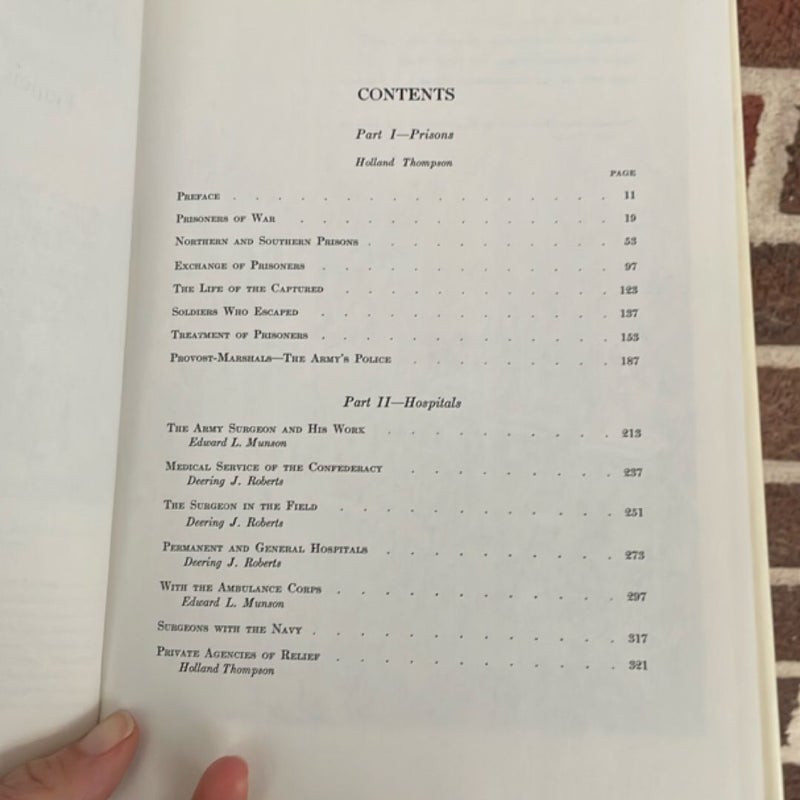 CONTENTS
Part I—Prisons
Holland Thompson
PAGE
PREFACE . . . . . . . . . . . . . . . . . 11
PRISONERS OF WAR . . . . . . . . . . . . . . 19
NORTHERN AND SOUTHERN PRISONS . . . . . . . . . . . 53
EXCHANGE OF PRISONERS . . . . . . . . . . . . . 97
THE LIFE OF THE CAPTURED . . . . . . . . . . . . 123
SOLDIERS WHO ESCAPED . . . . . . . . . . . . . 137
TREATMENT OF PRISONERS . . . . . . . . . . . . . 153
PROVOST-MARSHALS—THE ARMY'S POLICE . . . . . . . . . 187
Part II—Hospitals
THE ARMY SURGEON AND HIS WORK . . . . . . . . . . 213
Edward L. Munson
MEDICAL SERVICE OF THE CONFEDERACY . . . . . . . . . 237
Deering J. Roberts
THE SURGEON IN THE FIELD . . . . . . . . . . . . 251
Deering J. Roberts
PERMANENT AND GENERAL HOSPITALS . . . . . . . . . . 273
Deering J. Roberts
WITH THE AMBULANCE CORPS . . . . . . . . . . . . 297
Edward L. Munson
SURGEONS WITH THE NAVY . . . . . . . . . . . . . 317
PRIVATE AGENCIES OF RELIEF . . . . . . . . . . . . 321
Holland Thompson